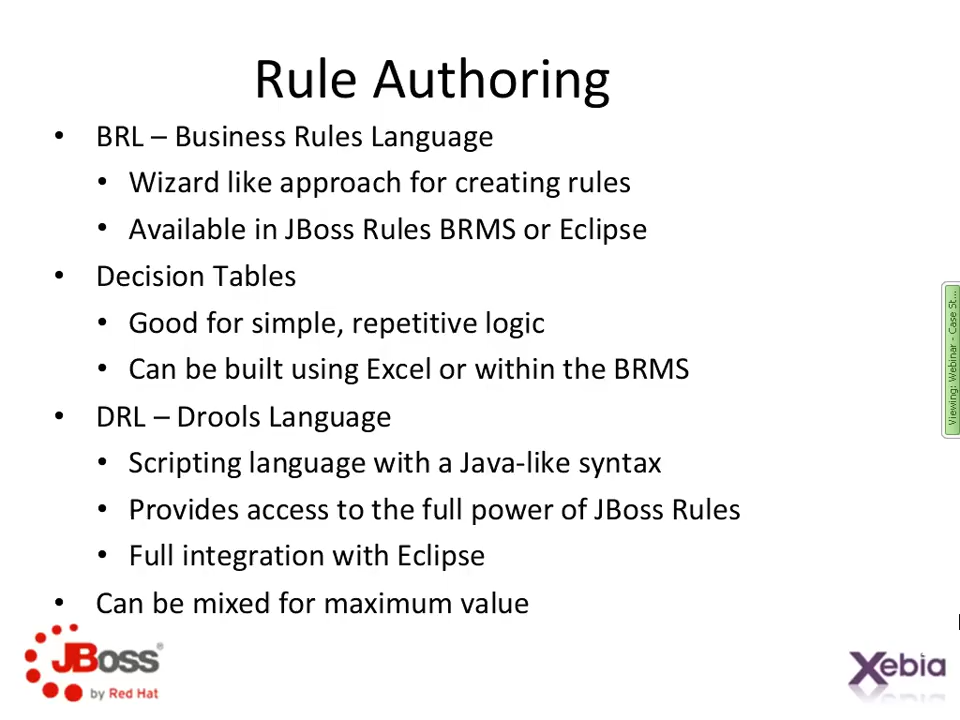 Rule Authoring
• BRL – Business Rules Language
• Wizard like approach for creating rules
• Available in JBoss Rules BRMS or Eclipse
• Decision Tables
• Good for simple, repetitive logic
• Can be built using Excel or within the BRMS
• DRL – Drools Language
• Scripting language with a Java-like syntax
• Provides access to the full power of JBoss Rules
• Full integration with Eclipse
• Can be mixed for maximum value
Viewing: Webinar - Case St...
JBoss®
by Red Hat
Xebia